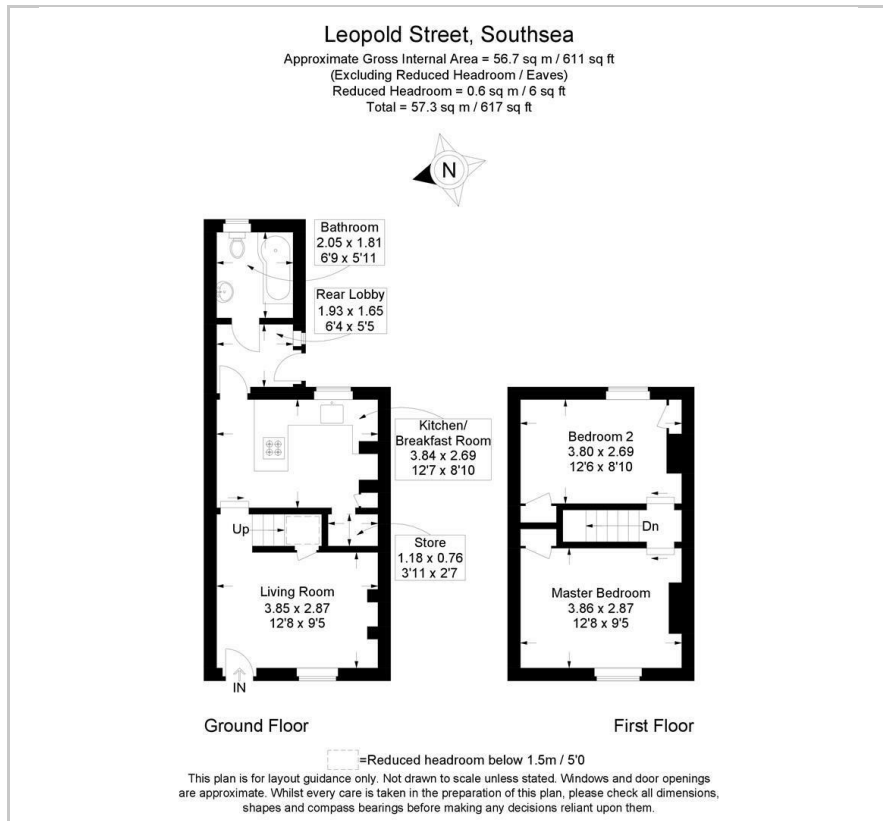 Leopold Street, Southsea
Approximate Gross Internal Area = 56.7 sq m / 611 sq ft
(Excluding Reduced Headroom / Eaves)
Reduced Headroom = 0.6 sq m / 6 sq ft
Total = 57.3 sq m / 617 sq ft
N
Bathroom
2.05 x 1.81
6'9 x 5'11
Rear Lobby
1.93 x 1.65
6'4 x 5'5
Kitchen/
Breakfast Room
3.84 x 2.69
12'7 x 8'10
Up
Store
1.18 x 0.76
3'11 x 2'7
Living Room
3.85 x 2.87
12'8 x 9'5
IN
Ground Floor
Bedroom 2
3.80 x 2.69
12'6 x 8'10
Dn
Master Bedroom
3.86 x 2.87
12'8 x 9'5
First Floor
=Reduced headroom below 1.5m / 5'0
This plan is for layout guidance only. Not drawn to scale unless stated. Windows and door openings
are approximate. Whilst every care is taken in the preparation of this plan, please check all dimensions,
shapes and compass bearings before making any decisions reliant upon them.